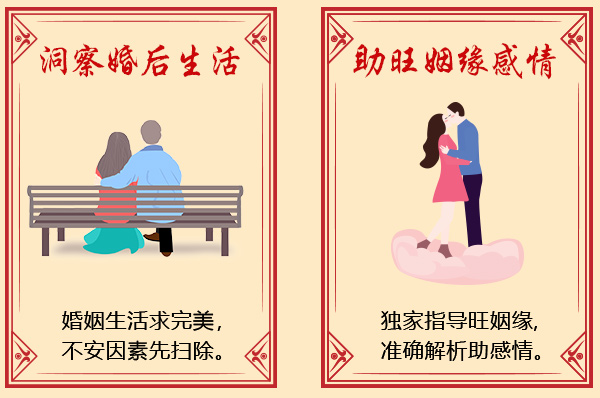 洞察婚后生活
婚姻生活求完美，
不安因素先扫除。
助旺姻缘感情
独家指导旺姻缘,
准确解析助感情。